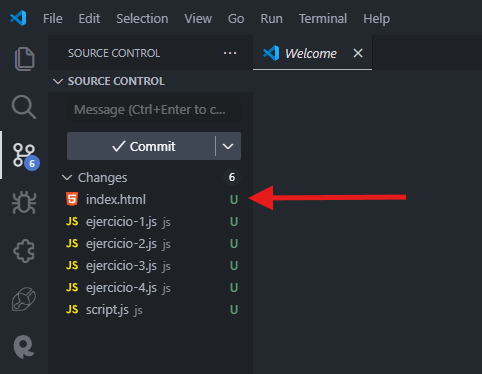 File Edit Selection View Go Run Terminal Help
SOURCE CONTROL ··· Welcome
SOURCE CONTROL
Message (Ctrl+Enter to c...
Commit
Changes 6
6
index.html U
JS ejercicio-1.js js U
JS ejercicio-2.js js U
JS ejercicio-3.js js U
JS ejercicio-4.js js U
JS script.js js U